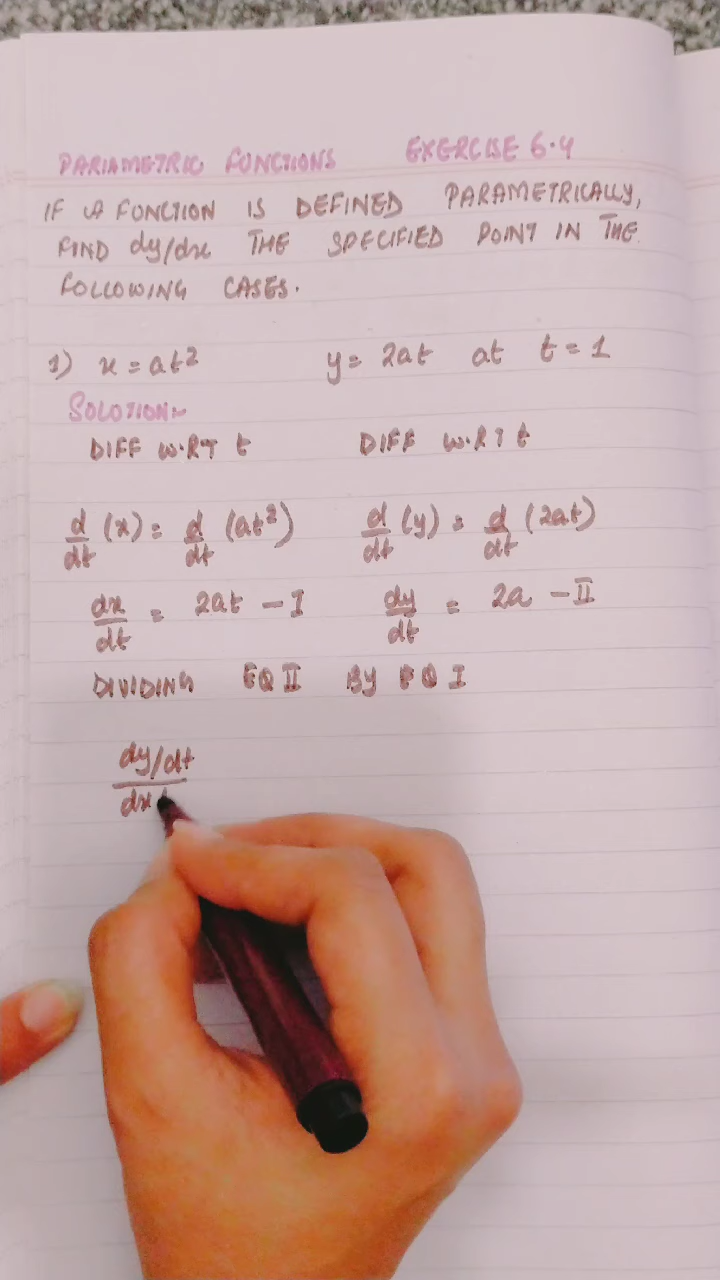 PARAMETRIC FUNCTIONS EXERCISE 6.4
IF A FUNCTION IS DEFINED PARAMETRICALLY,
FIND dy/dx THE SPECIFIED POINT IN THE
FOLLOWING CASES.
1) x = at² y = 2at at t = 1
SOLOTION:-
DIFF W.R.T t DIFF W.R.T t
d/dt (x) = d/dt (at²) d/dt (y) = d/dt (2at)
dx/dt = 2at - I dy/dt = 2a - II
DIVIDING EQ II BY EQ I
dy/dt
dx